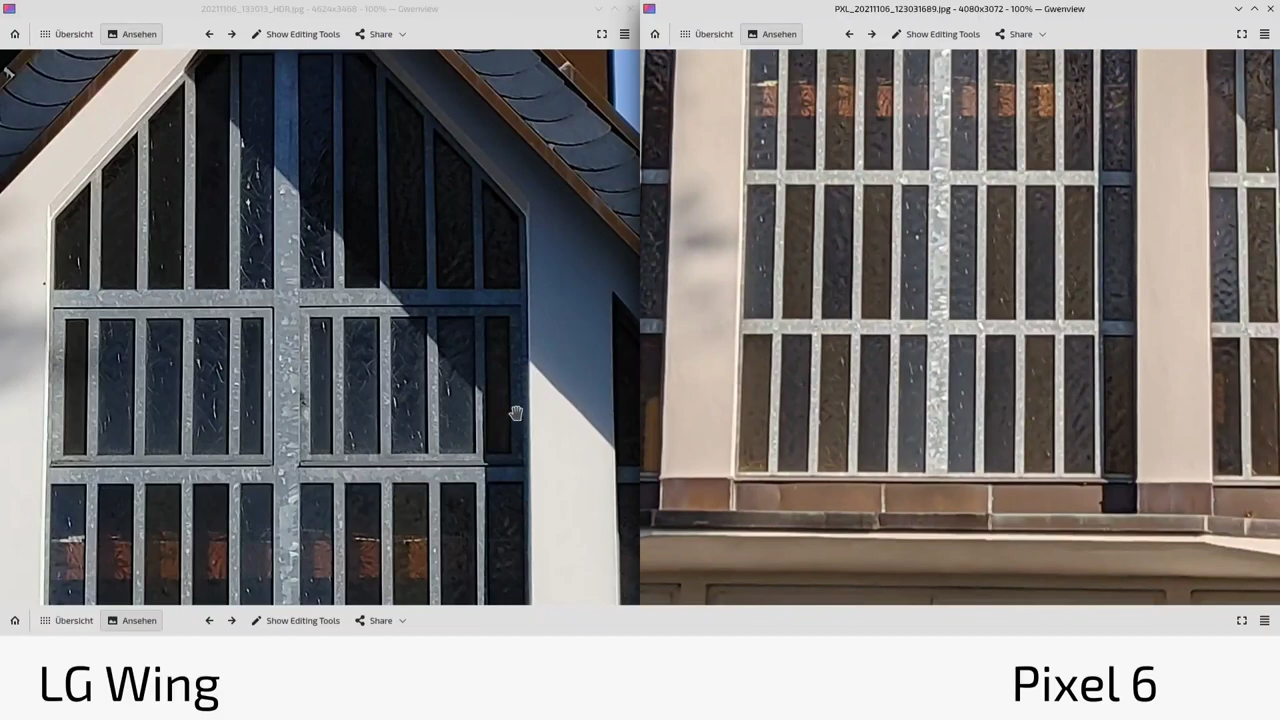 20211106_133013_HDR.jpg - 4624x3468 - 100% — Gwenview
PXL_20211106_123031689.jpg - 4080x3072 - 100% — Gwenview
Übersicht Ansehen Show Editing Tools Share
Übersicht Ansehen Show Editing Tools Share
Übersicht Ansehen Show Editing Tools Share
LG Wing
Pixel 6